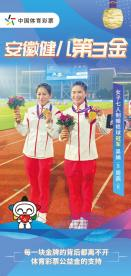 中国体育彩票
安徽健儿第3金
女子七人制橄榄球冠军
每一块金牌的背后都离不开
体育彩票公益金的支持